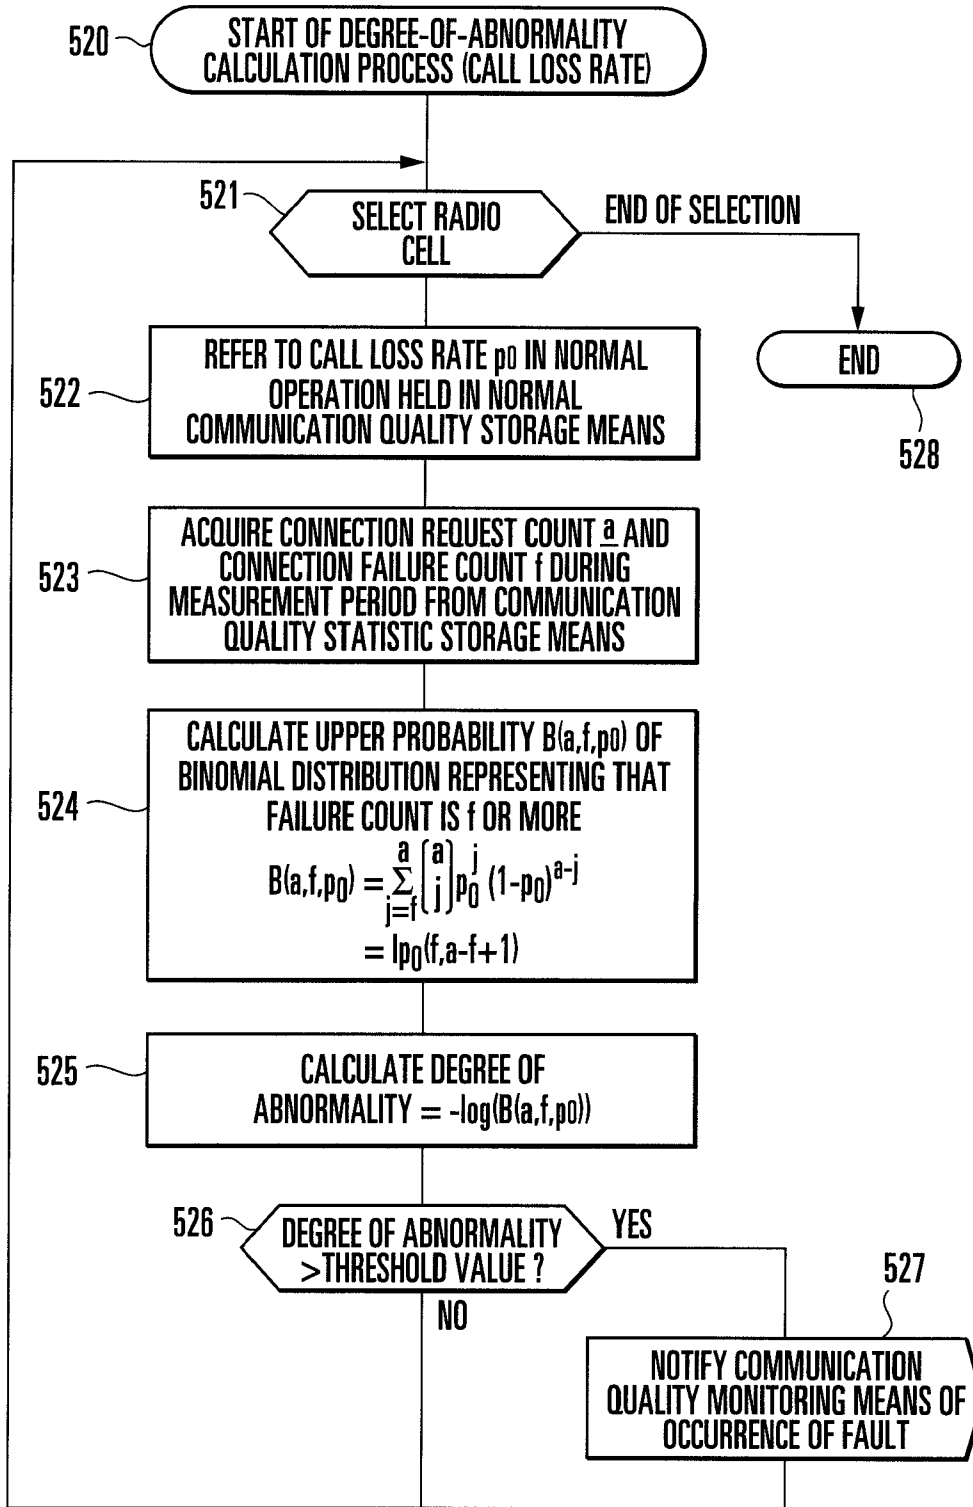 520
START OF DEGREE-OF-ABNORMALITY
CALCULATION PROCESS (CALL LOSS RATE)
521
SELECT RADIO
CELL
END OF SELECTION
END
528
522
REFER TO CALL LOSS RATE p0 IN NORMAL
OPERATION HELD IN NORMAL
COMMUNICATION QUALITY STORAGE MEANS
523
ACQUIRE CONNECTION REQUEST COUNT a AND
CONNECTION FAILURE COUNT f DURING
MEASUREMENT PERIOD FROM COMMUNICATION
QUALITY STATISTIC STORAGE MEANS
524
CALCULATE UPPER PROBABILITY B(a,f,p0) OF
BINOMIAL DISTRIBUTION REPRESENTING THAT
FAILURE COUNT IS f OR MORE
B(a,f,p₀) = Σ_{j=f}^{a} (a j) p₀^j (1-p₀)^{a-j}
= Ip₀(f,a-f+1)
525
CALCULATE DEGREE OF
ABNORMALITY = -log(B(a,f,p0))
526
DEGREE OF ABNORMALITY
>THRESHOLD VALUE ?
YES
NO
527
NOTIFY COMMUNICATION
QUALITY MONITORING MEANS OF
OCCURRENCE OF FAULT